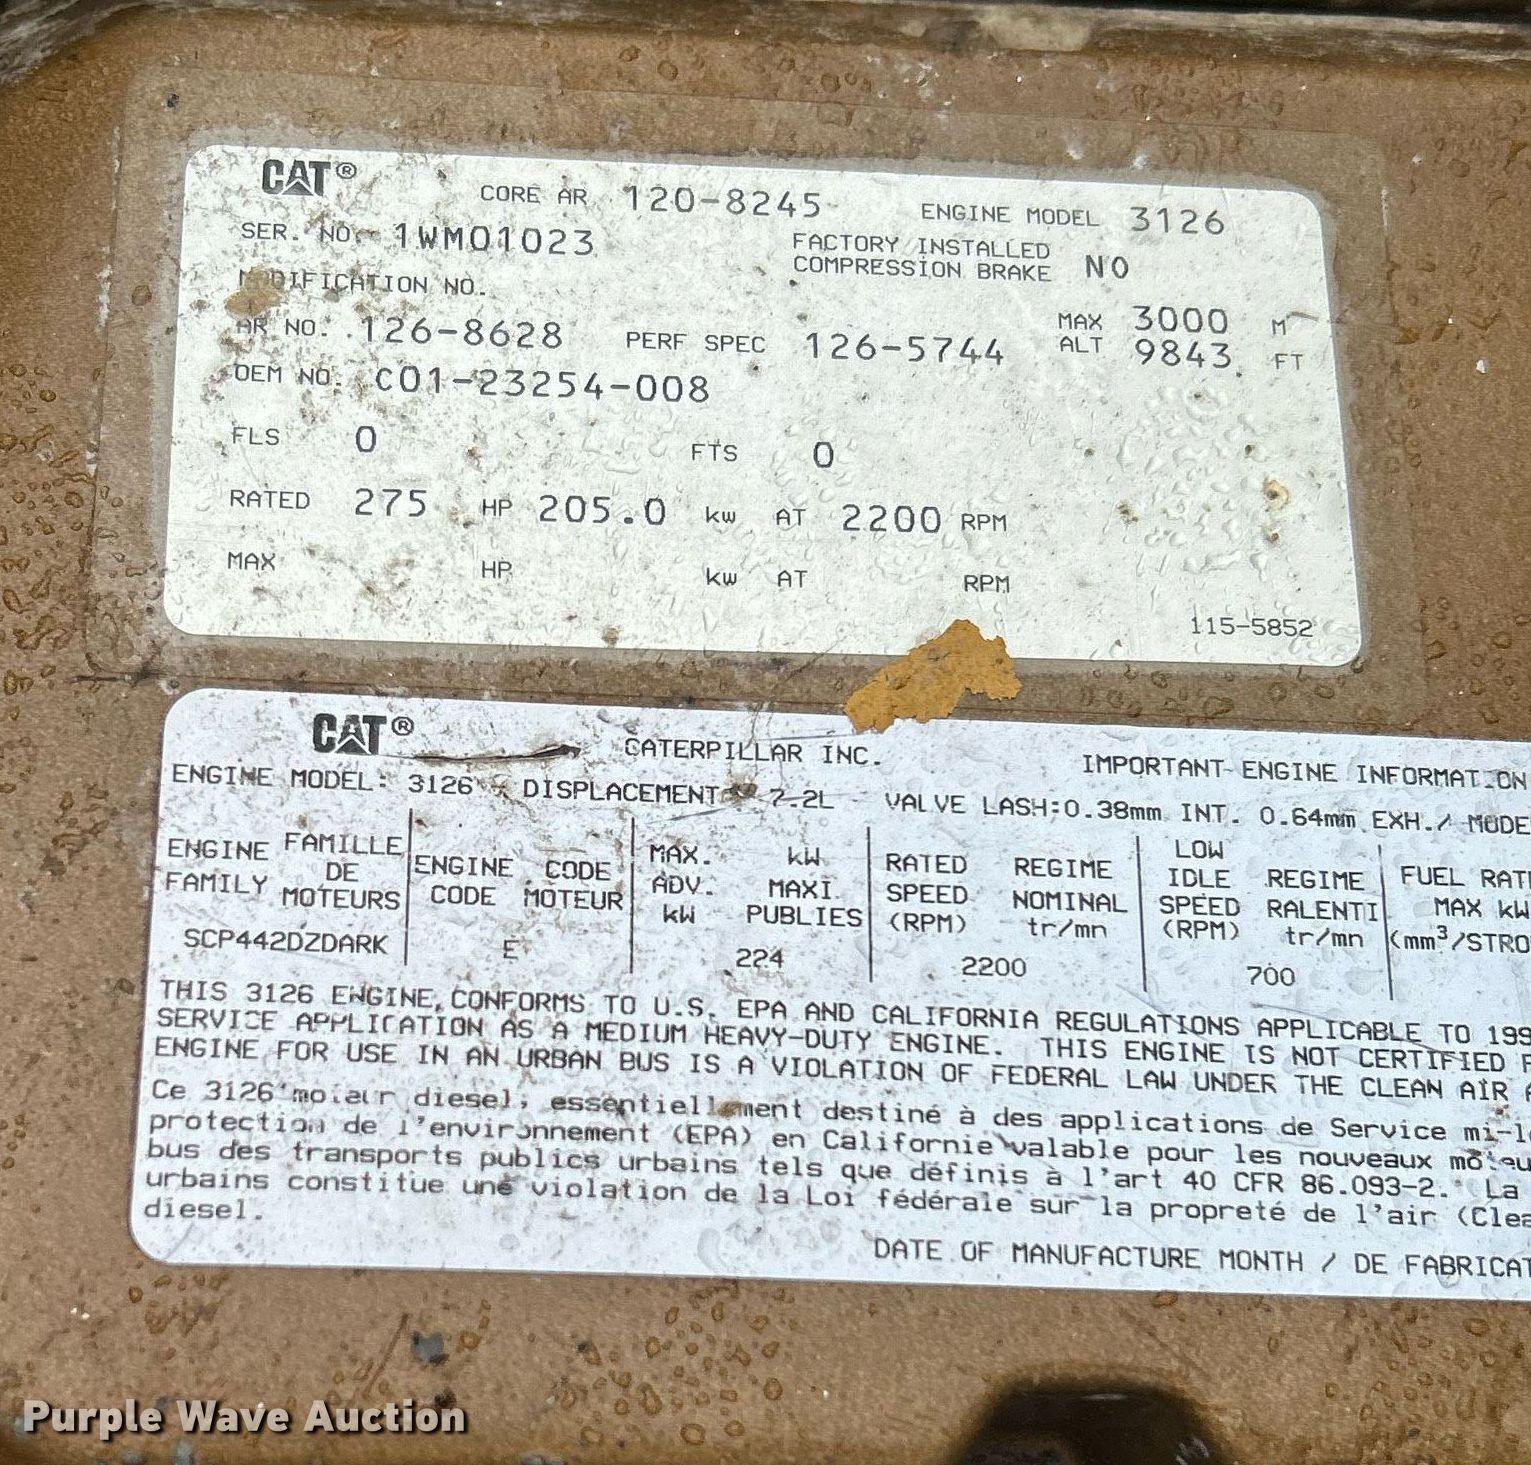 CAT®
CORE AR 120-8245 ENGINE MODEL 3126
SER. NO. 1WM01023 FACTORY INSTALLED COMPRESSION BRAKE NO
MODIFICATION NO.
AR NO. 126-8628 PERF SPEC 126-5744 MAX ALT 3000 M 9843 FT
OEM NO. C01-23254-008
FLS 0 FTS 0
RATED 275 HP 205.0 kw AT 2200 RPM
MAX HP kw AT RPM
115-5852
CAT® CATERPILLAR INC. IMPORTANT ENGINE INFORMATION
ENGINE MODEL: 3126 DISPLACEMENT 7.2L VALVE LASH:0.38mm INT. 0.64mm EXH./ MODE
ENGINE FAMILY FAMILLE DE MOTEURS
SCP442DZDARK
ENGINE CODE CODE MOTEUR
E
MAX. ADV. kW kW MAXI PUBLIES
224
RATED SPEED (RPM) REGIME NOMINAL tr/mn
2200
LOW IDLE SPEED (RPM) REGIME RALENTI tr/mn
700
FUEL RAT
MAX kW
(mm³/STRO
THIS 3126 ENGINE CONFORMS TO U.S. EPA AND CALIFORNIA REGULATIONS APPLICABLE TO 199
SERVICE APPLICATION AS A MEDIUM HEAVY-DUTY ENGINE. THIS ENGINE IS NOT CERTIFIED F
ENGINE FOR USE IN AN URBAN BUS IS A VIOLATION OF FEDERAL LAW UNDER THE CLEAN AIR A
Ce 3126 moteur diesel, essentiellement destiné à des applications de Service mi-l
protection de l'environnement (EPA) en Californie valable pour les nouveaux moteu
bus des transports publics urbains tels que définis à l'art 40 CFR 86.093-2. La
urbains constitue une violation de la Loi fédérale sur la propreté de l'air (Clea
diesel.
DATE OF MANUFACTURE MONTH / DE FABRICAT
Purple Wave Auction